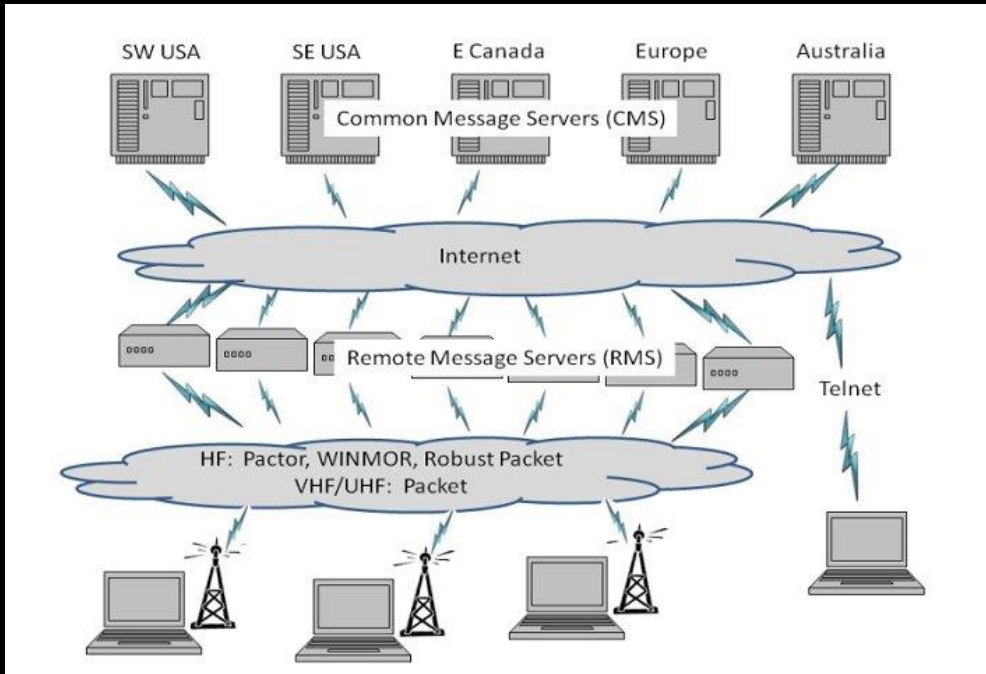 SW USA
SE USA
E Canada
Europe
Australia
Common Message Servers (CMS)
Internet
Remote Message Servers (RMS)
Telnet
HF:  Pactor, WINMOR, Robust Packet
VHF/UHF:  Packet